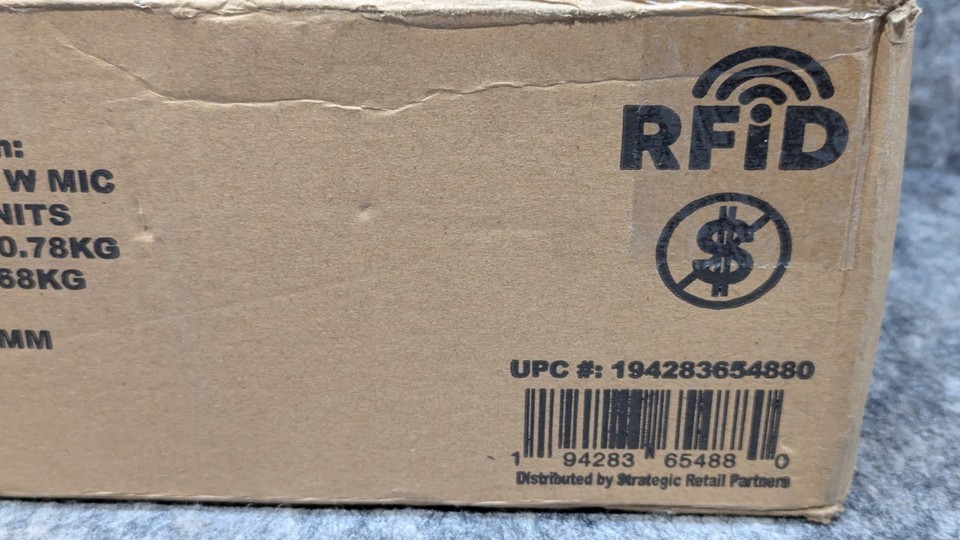 n:
W MIC
NITS
0.78KG
68KG
MM
RFiD
$
UPC #: 194283654880
1 94283 65488 0
Distributed by Strategic Retail Partners